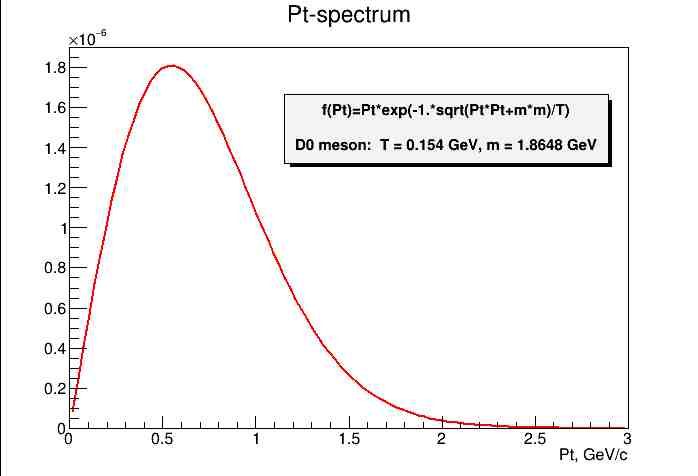 Pt-spectrum
×10⁻⁶
1.8
1.6
1.4
1.2
1
0.8
0.6
0.4
0.2
0
f(Pt)=Pt*exp(-1.*sqrt(Pt*Pt+m*m)/T)
D0 meson: T = 0.154 GeV, m = 1.8648 GeV
0 0.5 1 1.5 2 2.5 3
Pt, GeV/c